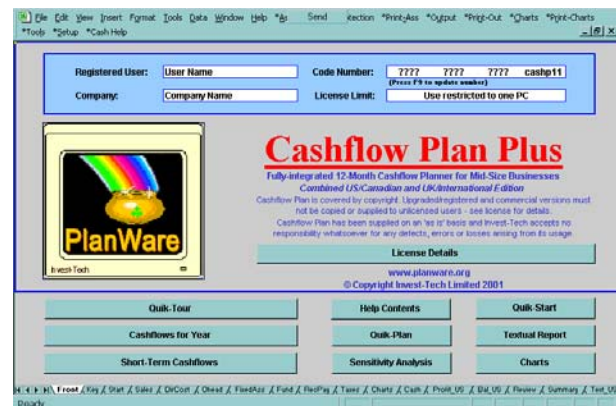 File Edit View Insert Format Tools Data Window Help *As Send tection *Print-Ass *Output *Print-Out *Charts *Print-Charts
*Tools *Setup *Cash Help
Registered User: User Name Code Number: ???? ???? ???? cashp11
(Press F9 to update number)
Company: Company Name License Limit: Use restricted to one PC
Cashflow Plan Plus
Fully-integrated 12-Month Cashflow Planner for Mid-Size Businesses
Combined US/Canadian and UK/International Edition
Cashflow Plan is covered by copyright. Upgraded/registered and commercial versions must
not be copied or supplied to unlicensed users - see license for details.
Cashflow Plan has been supplied on an 'as is' basis and Invest-Tech accepts no
responsibility whatsoever for any defects, errors or losses arising from its usage
PlanWare
Invest-Tech
License Details
www.planware.org
© Copyright Invest-Tech Limited 2001
Quik-Tour Help Contents Quik-Start
Cashflows for Year Quik-Plan Textual Report
Short-Term Cashflows Sensitivity Analysis Charts
Front Key Start Sales DirCost Ohead FixedAss Fund RecPay Taxes Charts Cash Profit_US Bal_US Review Summary Text_US
Ready